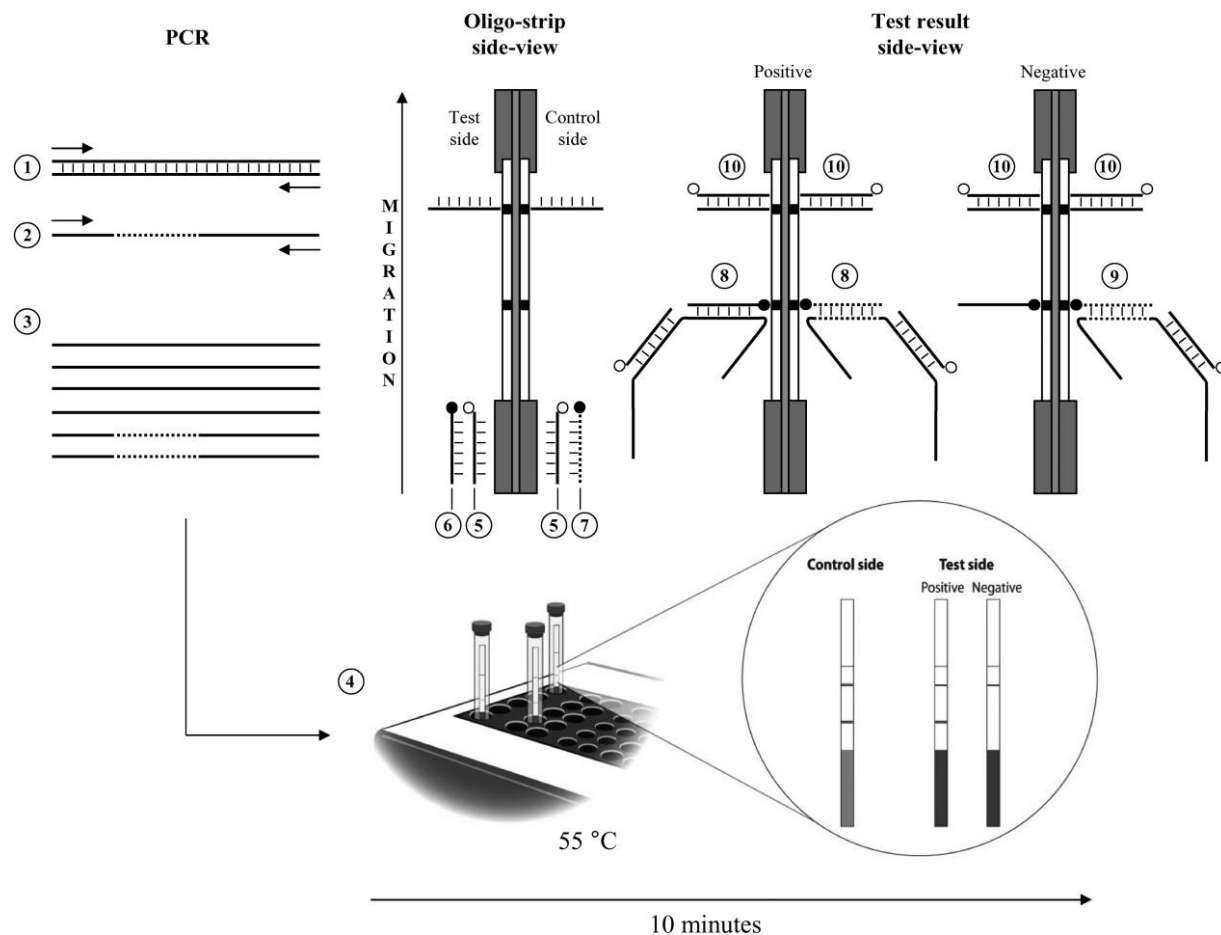 PCR
Oligo-strip
side-view
Test result
side-view
Positive
Negative
Test
side
Control
side
MIGRATION
1
2
3
10
10
10
10
8
8
9
6
5
5
7
4
Control side
Test side
Positive
Negative
55 °C
10 minutes